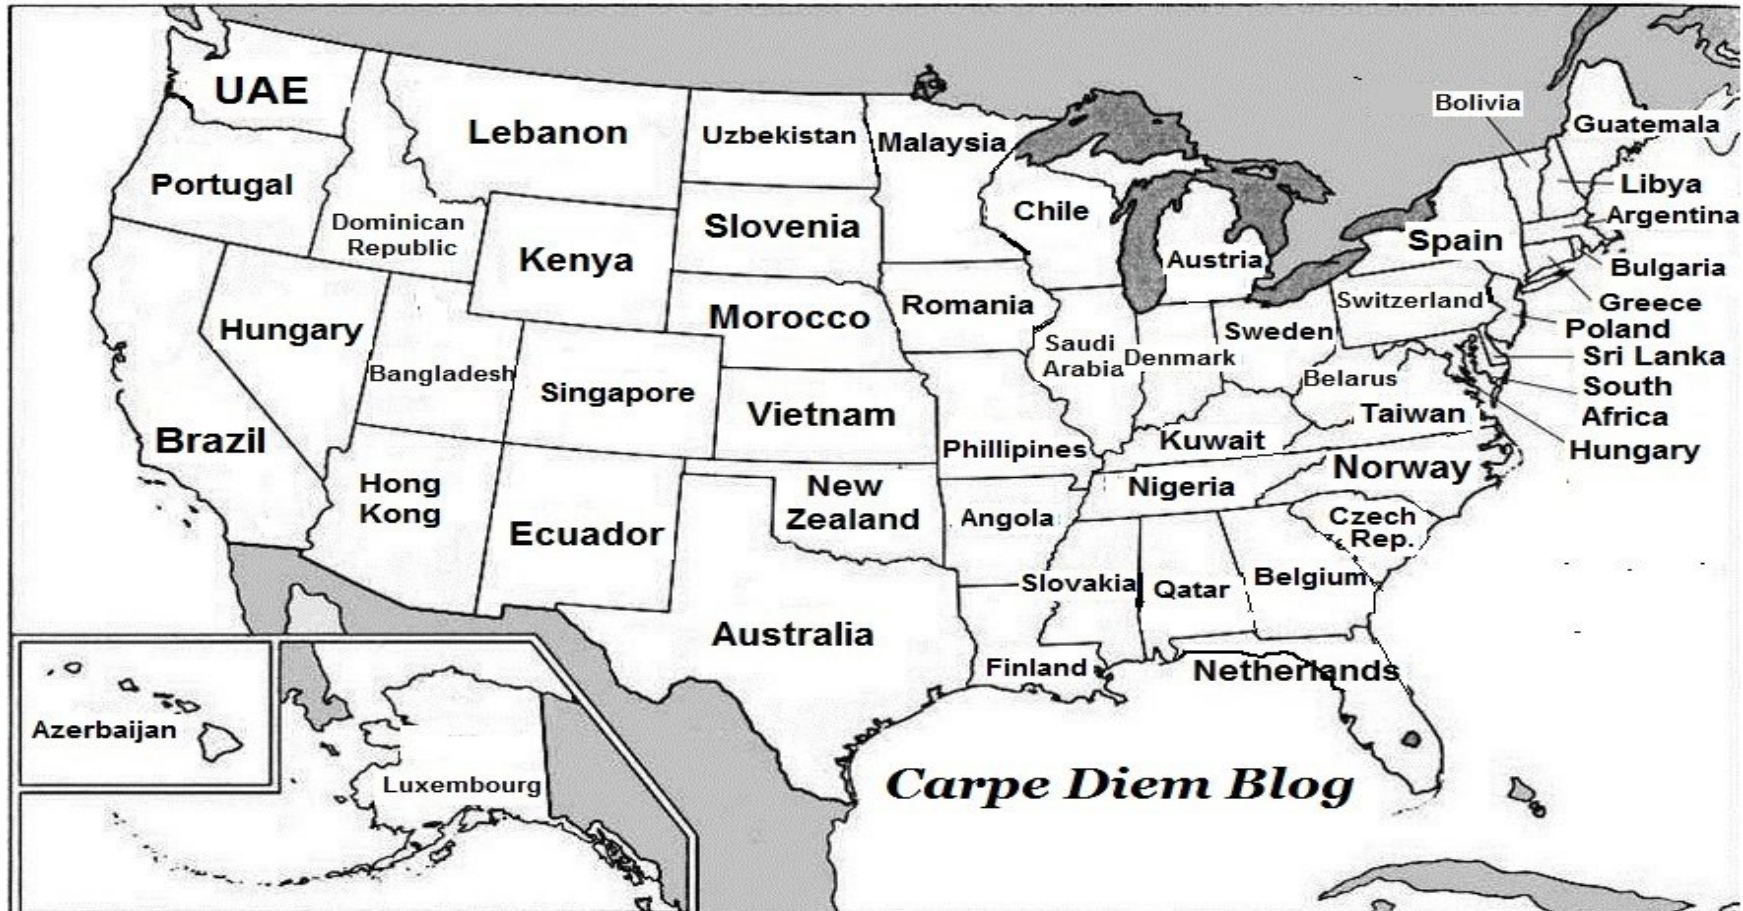 UAE
Lebanon
Uzbekistan
Malaysia
Bolivia
Guatemala
Portugal
Dominican
Republic
Slovenia
Chile
Libya
Argentina
Spain
Kenya
Austria
Bulgaria
Hungary
Morocco
Romania
Switzerland
Greece
Sweden
Poland
Saudi
Arabia
Denmark
Sri Lanka
Bangladesh
Singapore
Belarus
South
Africa
Brazil
Vietnam
Taiwan
Phillipines
Kuwait
Hungary
Norway
Hong
Kong
New
Zealand
Nigeria
Ecuador
Angola
Czech
Rep.
Slovakia
Qatar
Belgium
Australia
Finland
Netherlands
Azerbaijan
Luxembourg
Carpe Diem Blog